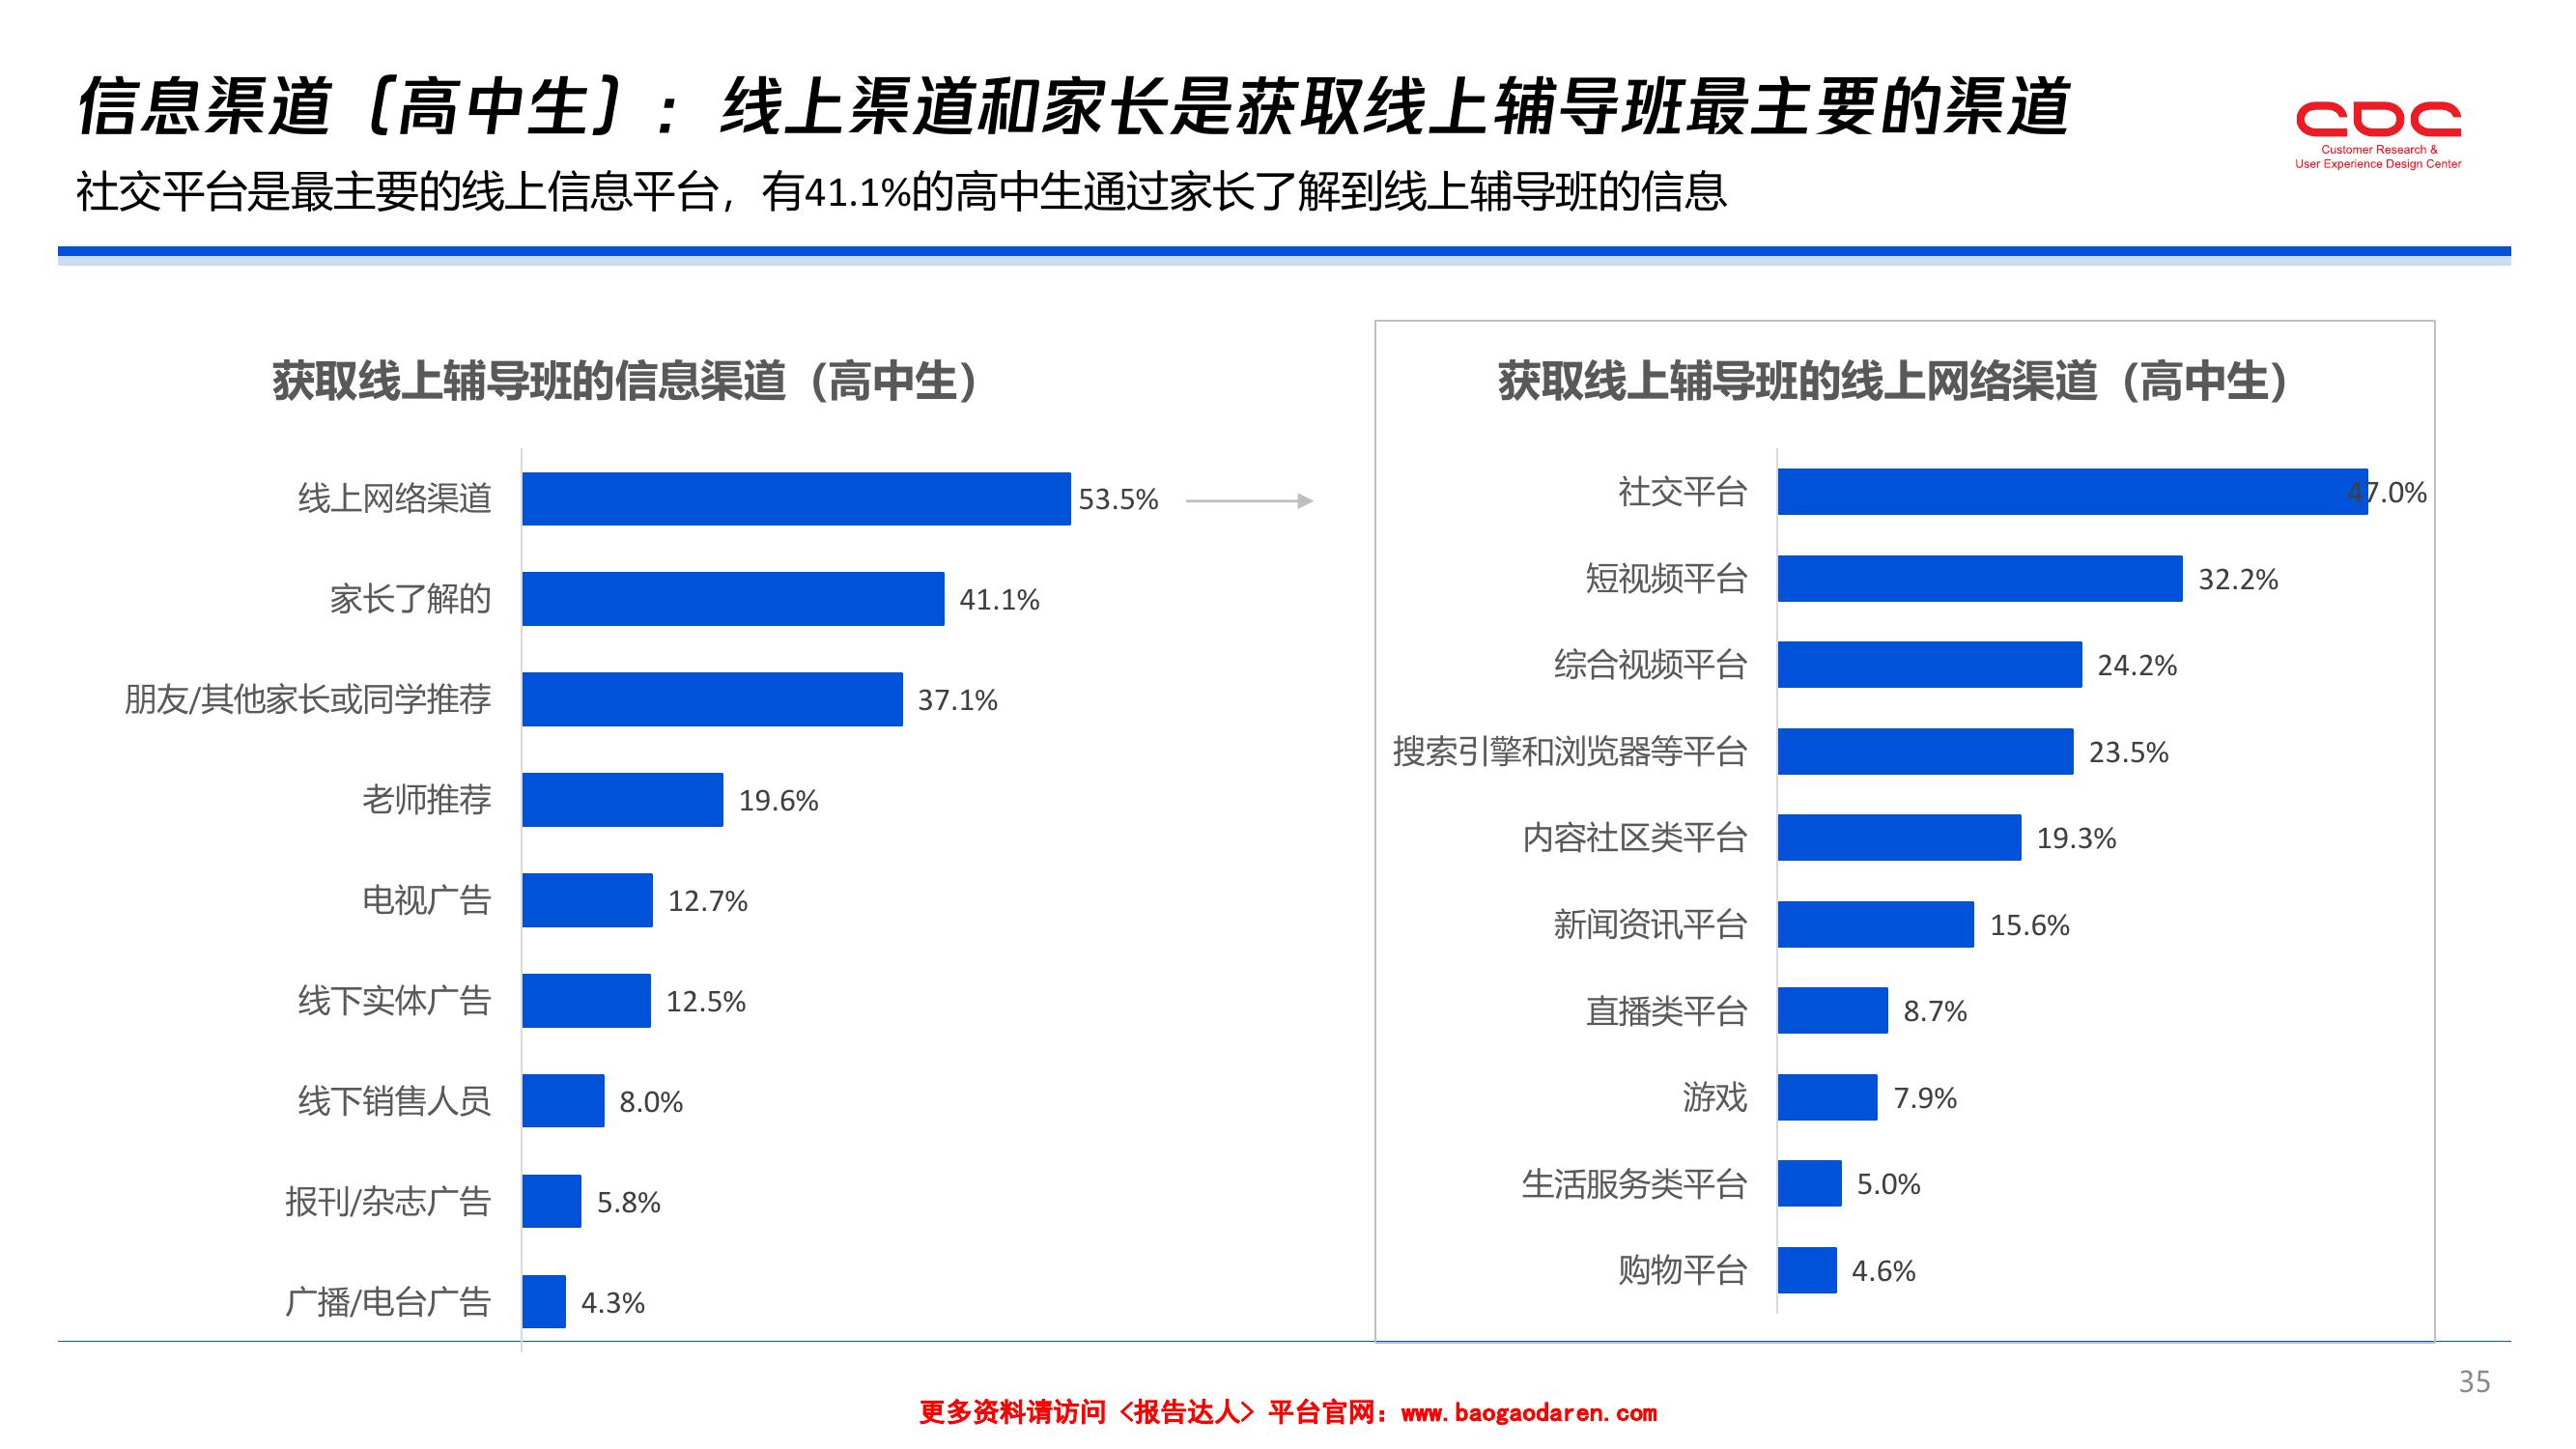 信息渠道（高中生）：线上渠道和家长是获取线上辅导班最主要的渠道
CDC
Customer Research &
User Experience Design Center
社交平台是最主要的线上信息平台，有41.1%的高中生通过家长了解到线上辅导班的信息
获取线上辅导班的信息渠道（高中生）
线上网络渠道 53.5%
家长了解的 41.1%
朋友/其他家长或同学推荐 37.1%
老师推荐 19.6%
电视广告 12.7%
线下实体广告 12.5%
线下销售人员 8.0%
报刊/杂志广告 5.8%
广播/电台广告 4.3%
获取线上辅导班的线上网络渠道（高中生）
社交平台 47.0%
短视频平台 32.2%
综合视频平台 24.2%
搜索引擎和浏览器等平台 23.5%
内容社区类平台 19.3%
新闻资讯平台 15.6%
直播类平台 8.7%
游戏 7.9%
生活服务类平台 5.0%
购物平台 4.6%
35
更多资料请访问〈报告达人〉平台官网：www.baogaodaren.com